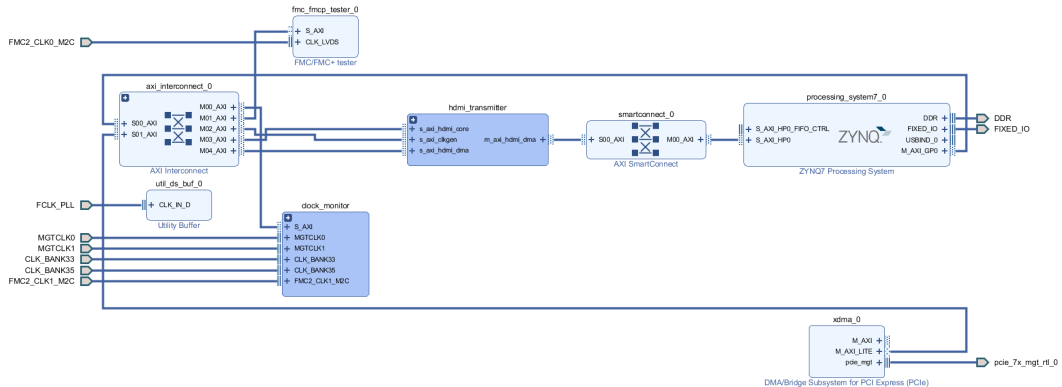 fmc_fmcp_tester_0
S_AXI
CLK_LVDS
FMC/FMC+ tester
FMC2_CLK0_M2C
axi_interconnect_0
S00_AXI
S01_AXI
M00_AXI
M01_AXI
M02_AXI
M03_AXI
M04_AXI
AXI Interconnect
hdmi_transmitter
s_axi_hdmi_core
s_axi_clkgen
s_axi_hdmi_dma
m_axi_hdmi_dma
smartconnect_0
S00_AXI
M00_AXI
AXI SmartConnect
processing_system7_0
S_AXI_HP0_FIFO_CTRL
S_AXI_HP0
ZYNQ
DDR
FIXED_IO
USBIND_0
M_AXI_GP0
ZYNQ7 Processing System
DDR
FIXED_IO
util_ds_buf_0
FCLK_PLL
CLK_IN_D
Utility Buffer
clock_monitor
S_AXI
MGTCLK0
MGTCLK1
CLK_BANK33
CLK_BANK35
FMC2_CLK1_M2C
MGTCLK0
MGTCLK1
CLK_BANK33
CLK_BANK35
FMC2_CLK1_M2C
xdma_0
M_AXI
M_AXI_LITE
pcie_mgt
pcie_7x_mgt_rtl_0
DMA/Bridge Subsystem for PCI Express (PCIe)